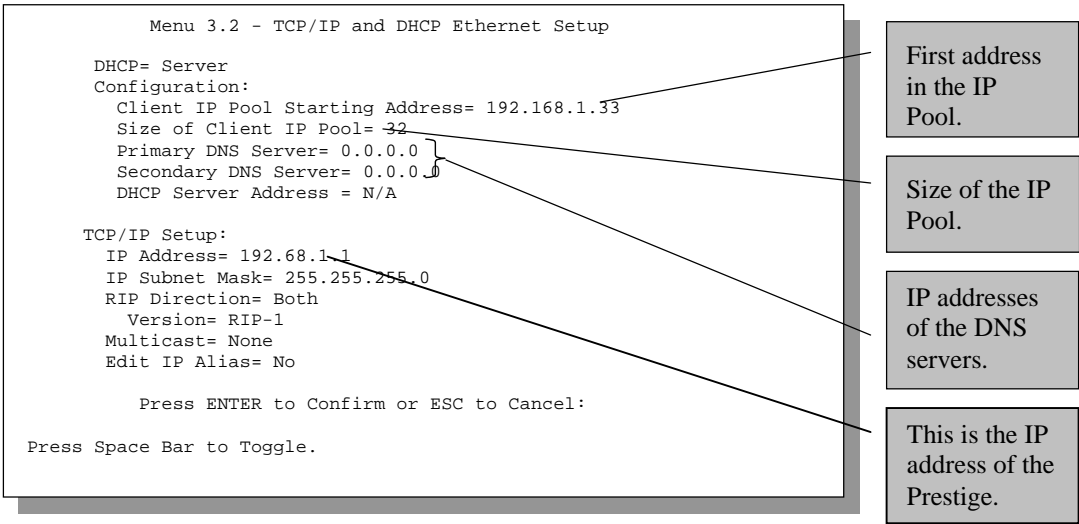 Menu 3.2 - TCP/IP and DHCP Ethernet Setup
DHCP= Server
Configuration:
Client IP Pool Starting Address= 192.168.1.33
Size of Client IP Pool= 32
Primary DNS Server= 0.0.0.0
Secondary DNS Server= 0.0.0.0
DHCP Server Address = N/A
TCP/IP Setup:
IP Address= 192.68.1.1
IP Subnet Mask= 255.255.255.0
RIP Direction= Both
Version= RIP-1
Multicast= None
Edit IP Alias= No
Press ENTER to Confirm or ESC to Cancel:
Press Space Bar to Toggle.
First address
in the IP
Pool.
Size of the IP
Pool.
IP addresses
of the DNS
servers.
This is the IP
address of the
Prestige.